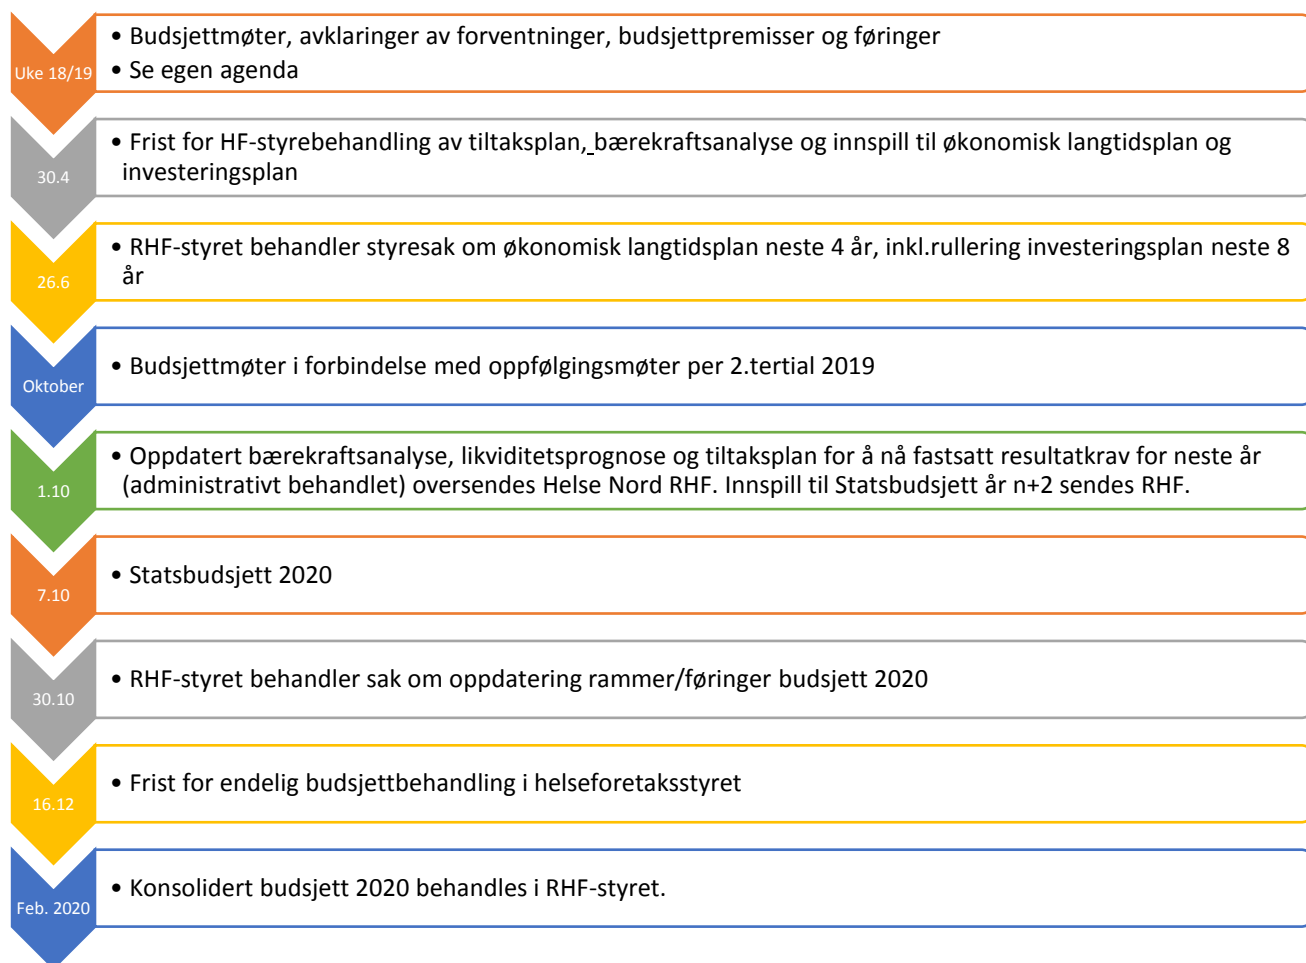 Uke 18/19
• Budsjettmøter, avklaringer av forventninger, budsjettpremisser og føringer
• Se egen agenda
30.4
• Frist for HF-styrebehandling av tiltaksplan, bærekraftsanalyse og innspill til økonomisk langtidsplan og
investeringsplan
26.6
• RHF-styret behandler styresak om økonomisk langtidsplan neste 4 år, inkl.rullering investeringsplan neste 8
år
Oktober
• Budsjettmøter i forbindelse med oppfølgingsmøter per 2.tertial 2019
1.10
• Oppdatert bærekraftsanalyse, likviditetsprognose og tiltaksplan for å nå fastsatt resultatkrav for neste år
(administrativt behandlet) oversendes Helse Nord RHF. Innspill til Statsbudsjett år n+2 sendes RHF.
7.10
• Statsbudsjett 2020
30.10
• RHF-styret behandler sak om oppdatering rammer/føringer budsjett 2020
16.12
• Frist for endelig budsjettbehandling i helseforetaksstyret
Feb. 2020
• Konsolidert budsjett 2020 behandles i RHF-styret.